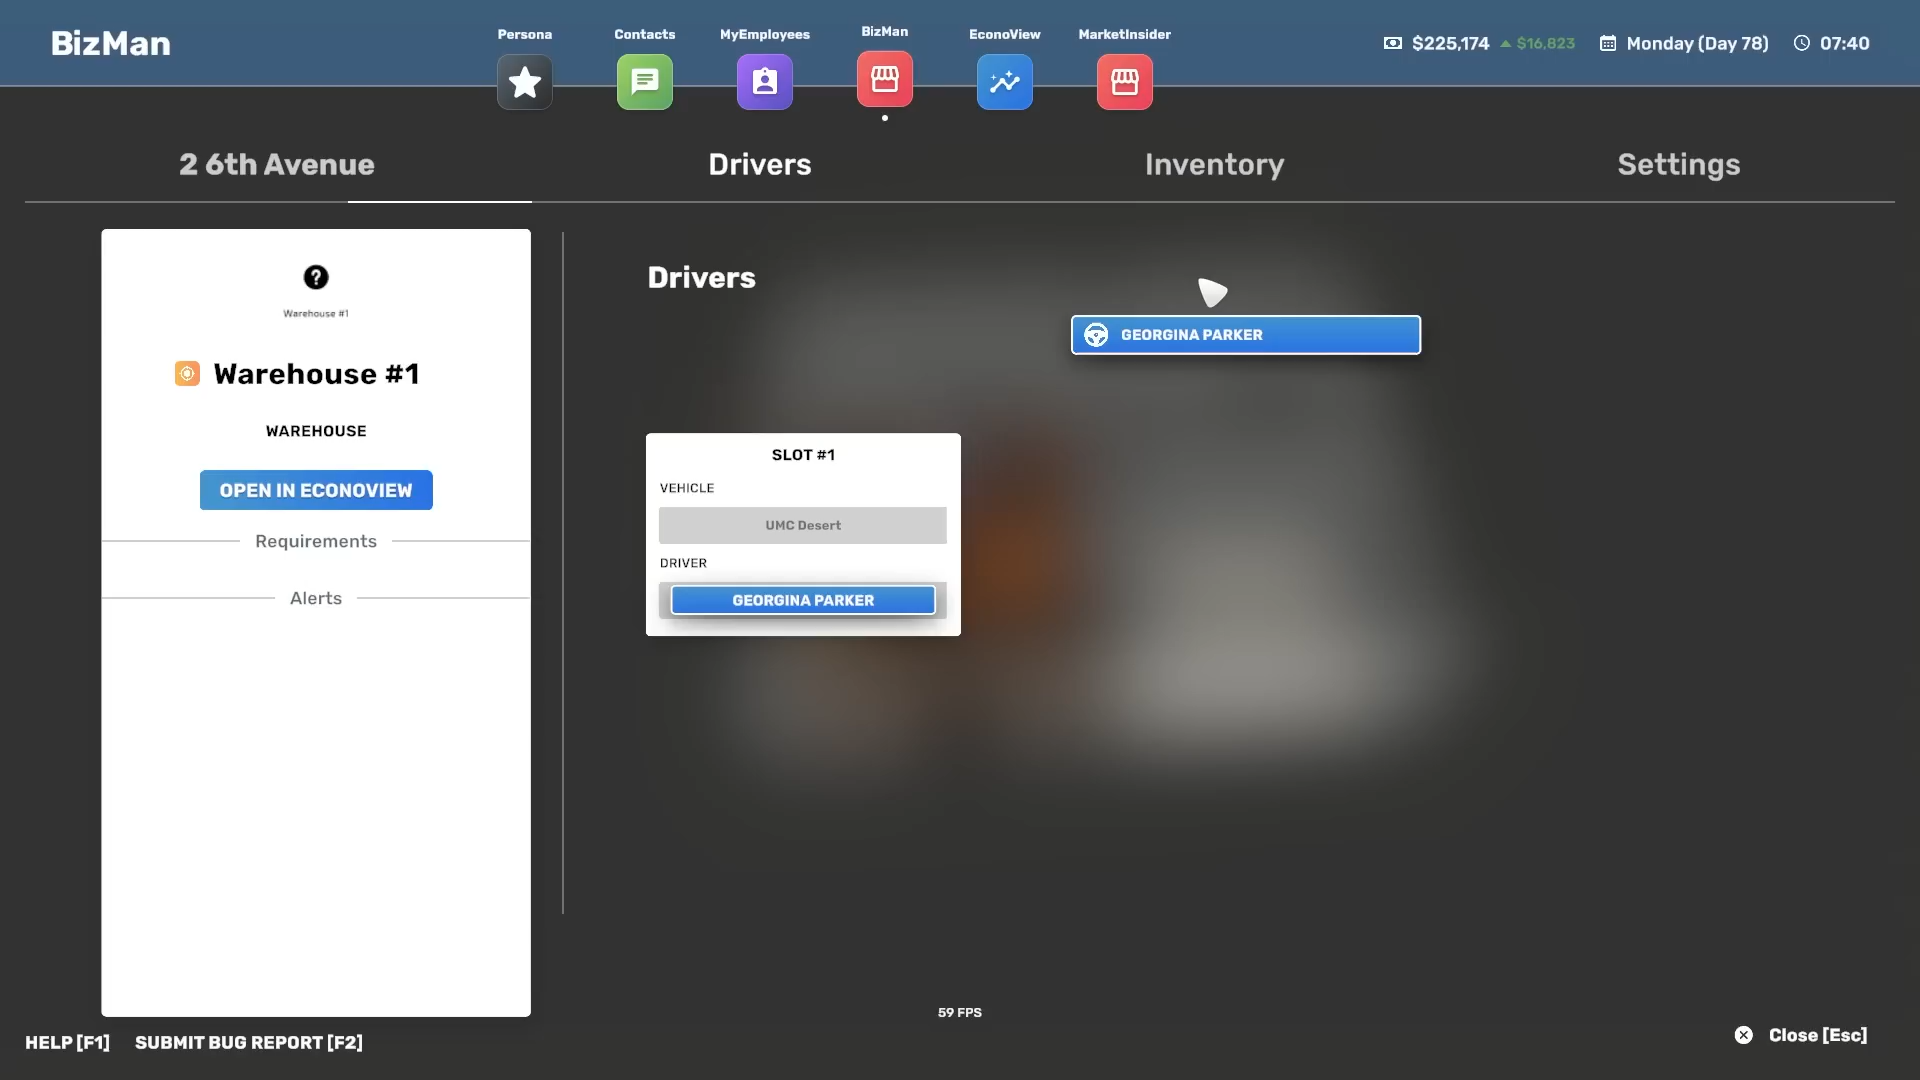 BizMan
Persona
Contacts
MyEmployees
BizMan
EconoView
MarketInsider
$225,174
$16,823
Monday (Day 78)
07:40
2 6th Avenue
Drivers
Inventory
Settings
?
Warehouse #1
Warehouse #1
WAREHOUSE
OPEN IN ECONOVIEW
Requirements
Alerts
Drivers
GEORGINA PARKER
SLOT #1
VEHICLE
UMC Desert
DRIVER
GEORGINA PARKER
59 FPS
HELP [F1]
SUBMIT BUG REPORT [F2]
Close [Esc]